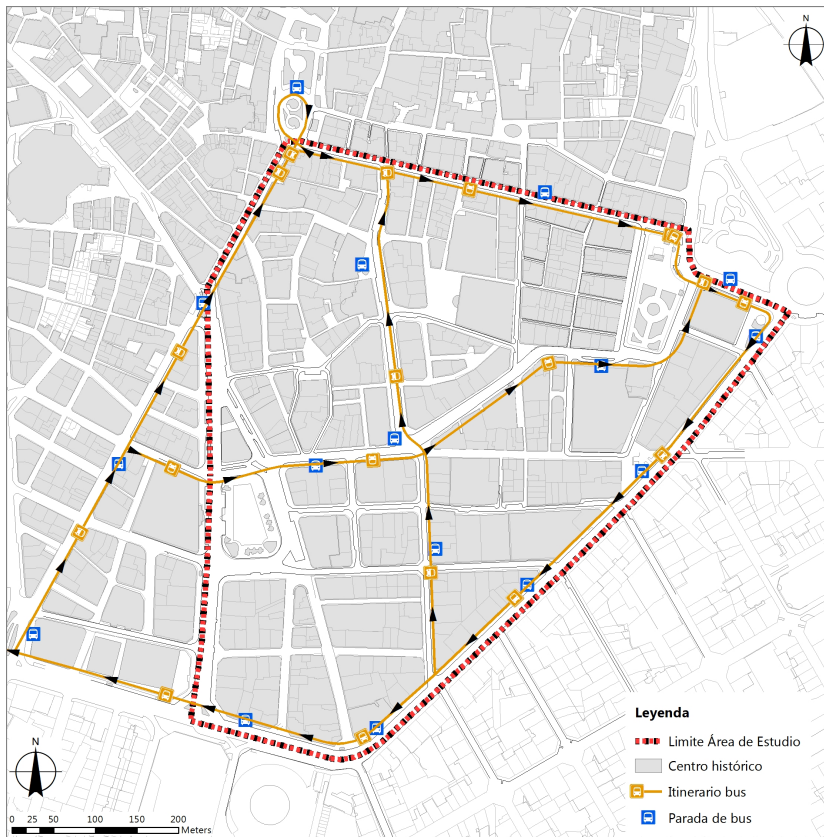 N
N
0 25 50 100 150 200
Meters
Leyenda
Limite Área de Estudio
Centro histórico
Itinerario bus
Parada de bus